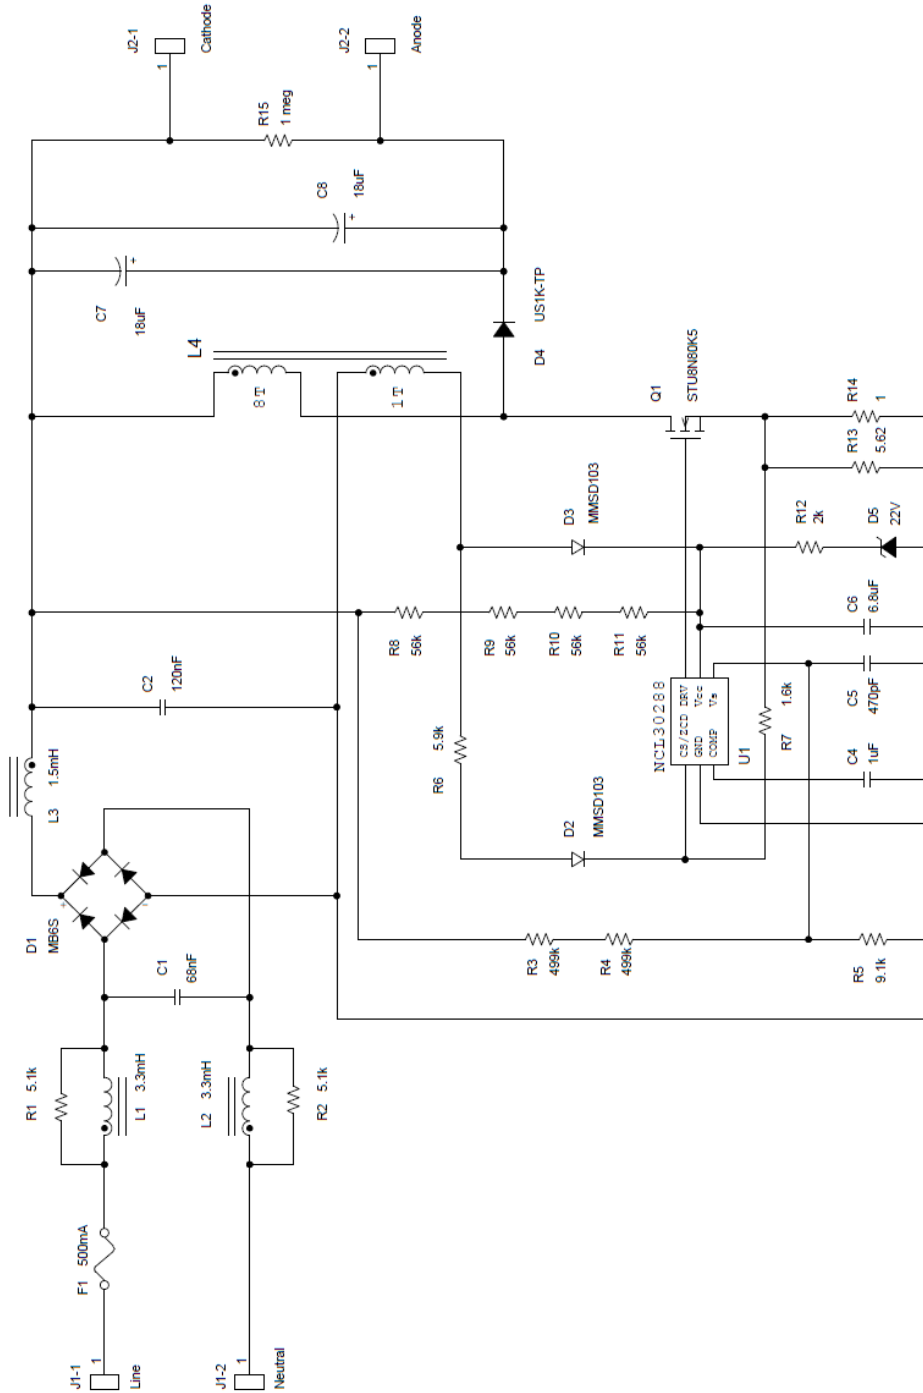 J1-1
1
Line
F1 500mA
J1-2
1
Neutral
R1 5.1k
L1 3.3mH
L2 3.3mH
R2 5.1k
C1
68nF
D1
MB6S
+
-
L3 1.5mH
C2
120nF
R3
499k
R4
499k
R5
9.1k
R6 5.9k
D2
MMSD103
R8
56k
R9
56k
R10
56k
R11
56k
D3
MMSD103
NCL30288
CS/ZCD DRV
GND Vcc
COMP Vs
U1
R7 1.6k
C4
1uF
C5
470pF
C6
6.8uF
R12
2k
D5
22V
R13
5.62
R14
1
Q1
STU8N80K5
L4
8T
1T
D4 US1K-TP
C7
18uF
+
C8
18uF
+
R15
1 meg
J2-1
1
Cathode
J2-2
1
Anode